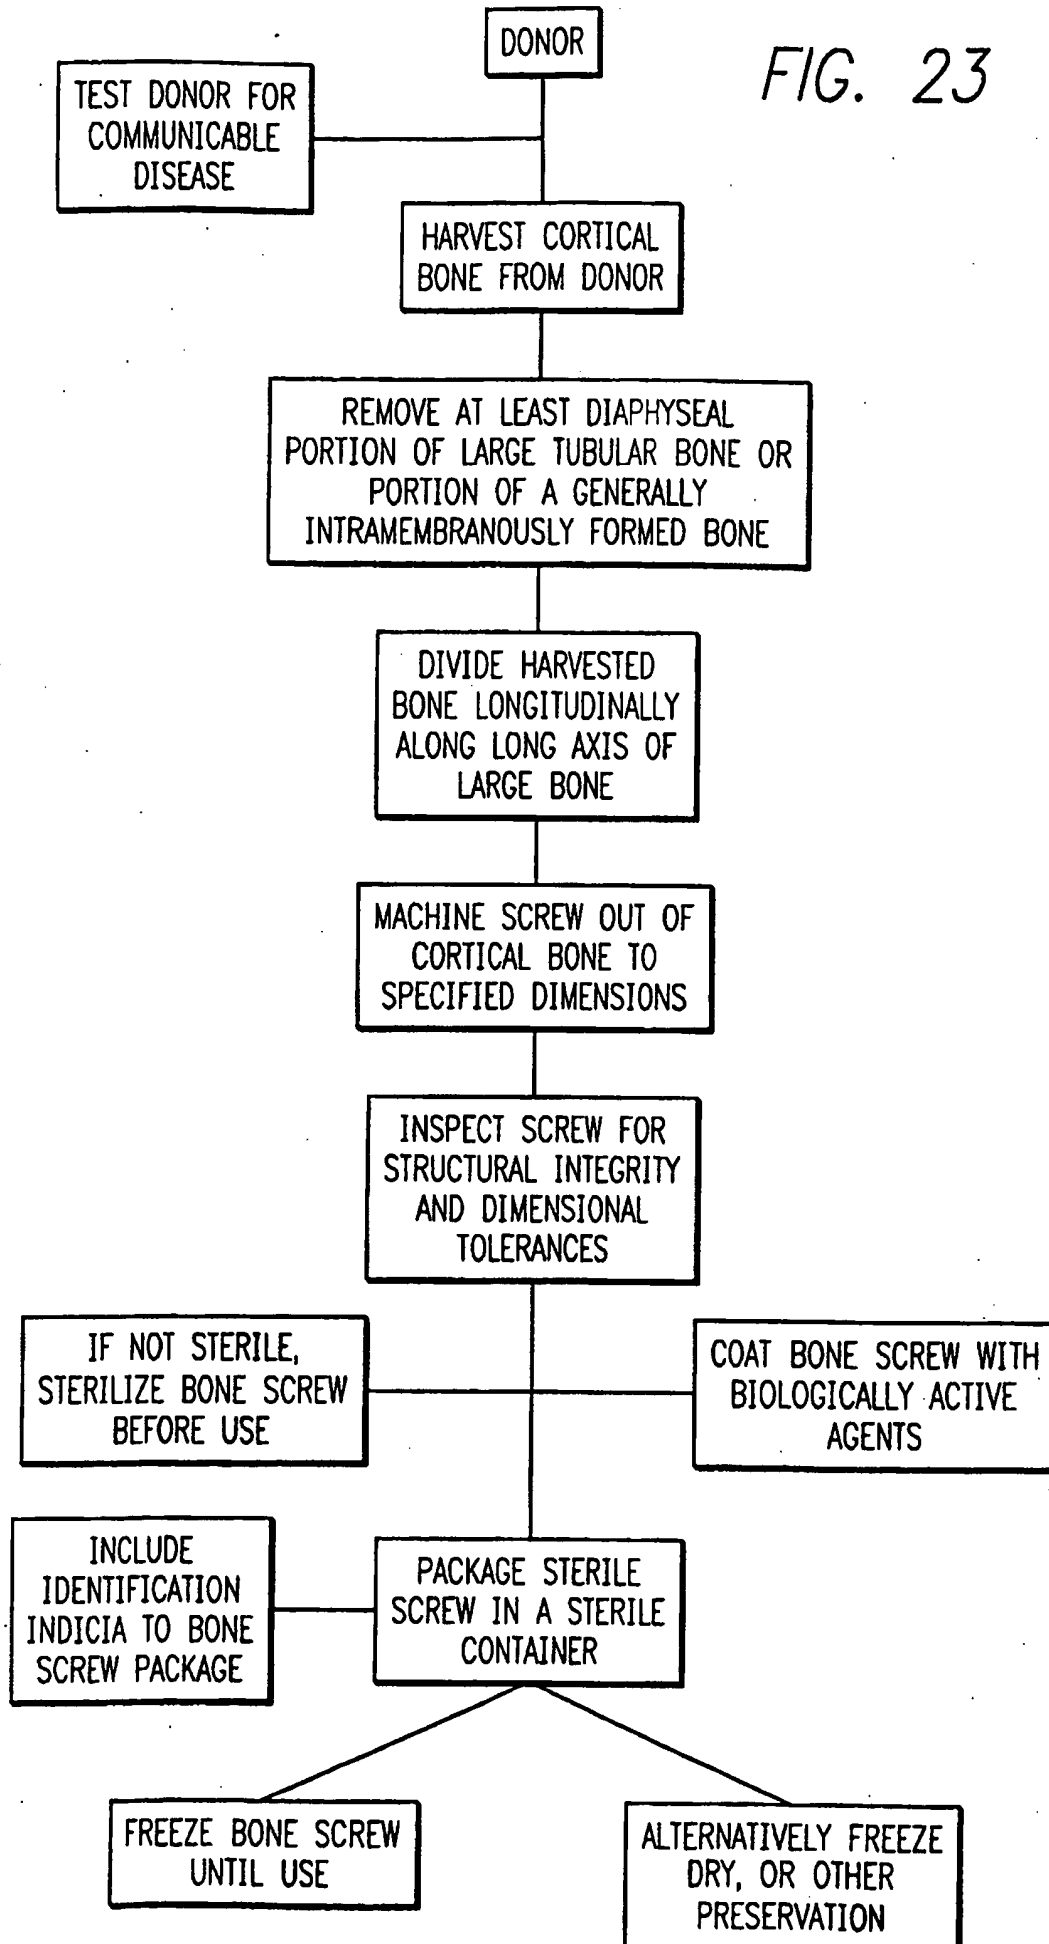 DONOR
FIG. 23
TEST DONOR FOR
COMMUNICABLE
DISEASE
HARVEST CORTICAL
BONE FROM DONOR
REMOVE AT LEAST DIAPHYSEAL
PORTION OF LARGE TUBULAR BONE OR
PORTION OF A GENERALLY
INTRAMEMBRANOUSLY FORMED BONE
DIVIDE HARVESTED
BONE LONGITUDINALLY
ALONG LONG AXIS OF
LARGE BONE
MACHINE SCREW OUT OF
CORTICAL BONE TO
SPECIFIED DIMENSIONS
INSPECT SCREW FOR
STRUCTURAL INTEGRITY
AND DIMENSIONAL
TOLERANCES
IF NOT STERILE,
STERILIZE BONE SCREW
BEFORE USE
COAT BONE SCREW WITH
BIOLOGICALLY ACTIVE
AGENTS
INCLUDE
IDENTIFICATION
INDICIA TO BONE
SCREW PACKAGE
PACKAGE STERILE
SCREW IN A STERILE
CONTAINER
FREEZE BONE SCREW
UNTIL USE
ALTERNATIVELY FREEZE
DRY, OR OTHER
PRESERVATION